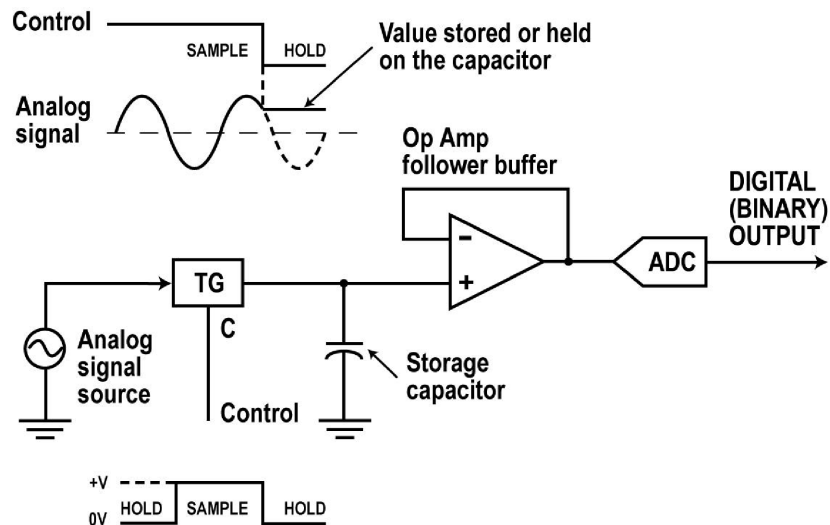 Control
SAMPLE HOLD
Value stored or held
on the capacitor
Analog
signal
Op Amp
follower buffer
DIGITAL
(BINARY)
OUTPUT
-
+
ADC
TG
C
Analog
signal
source
Storage
capacitor
Control
+V
HOLD SAMPLE HOLD
0V